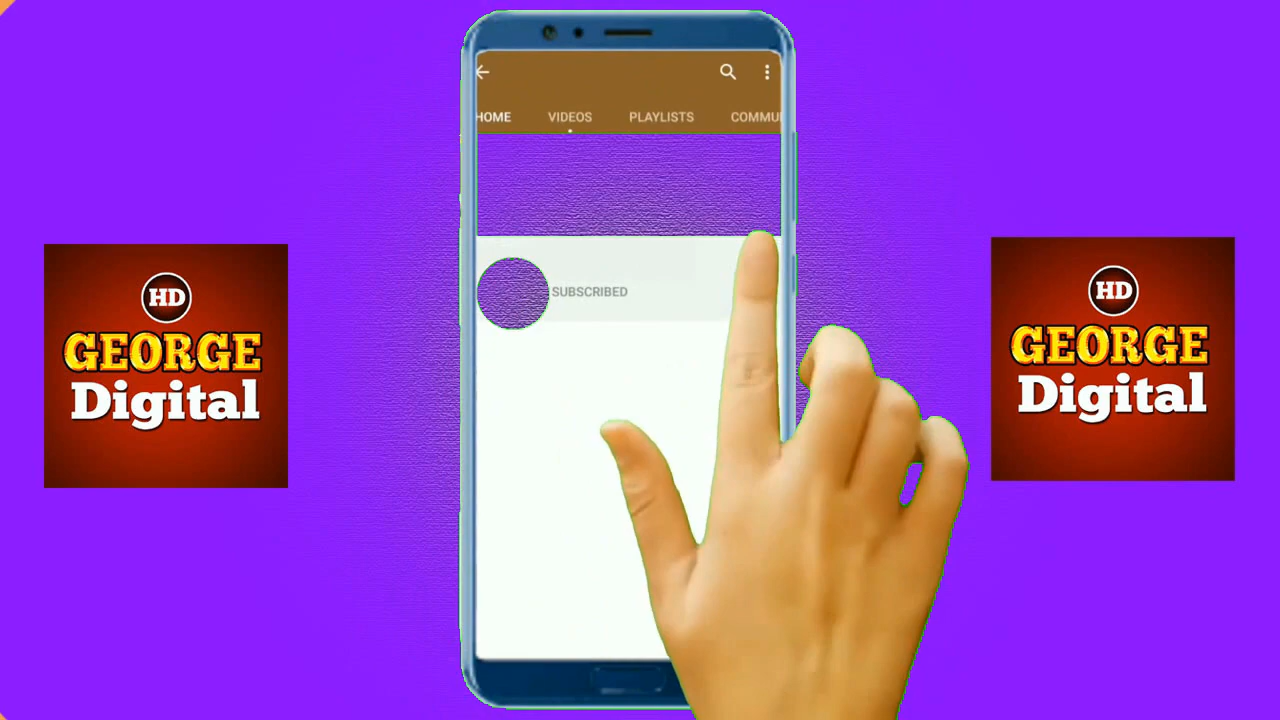 HOME VIDEOS PLAYLISTS COMMU
SUBSCRIBED
HD
GEORGE
Digital
HD
GEORGE
Digital